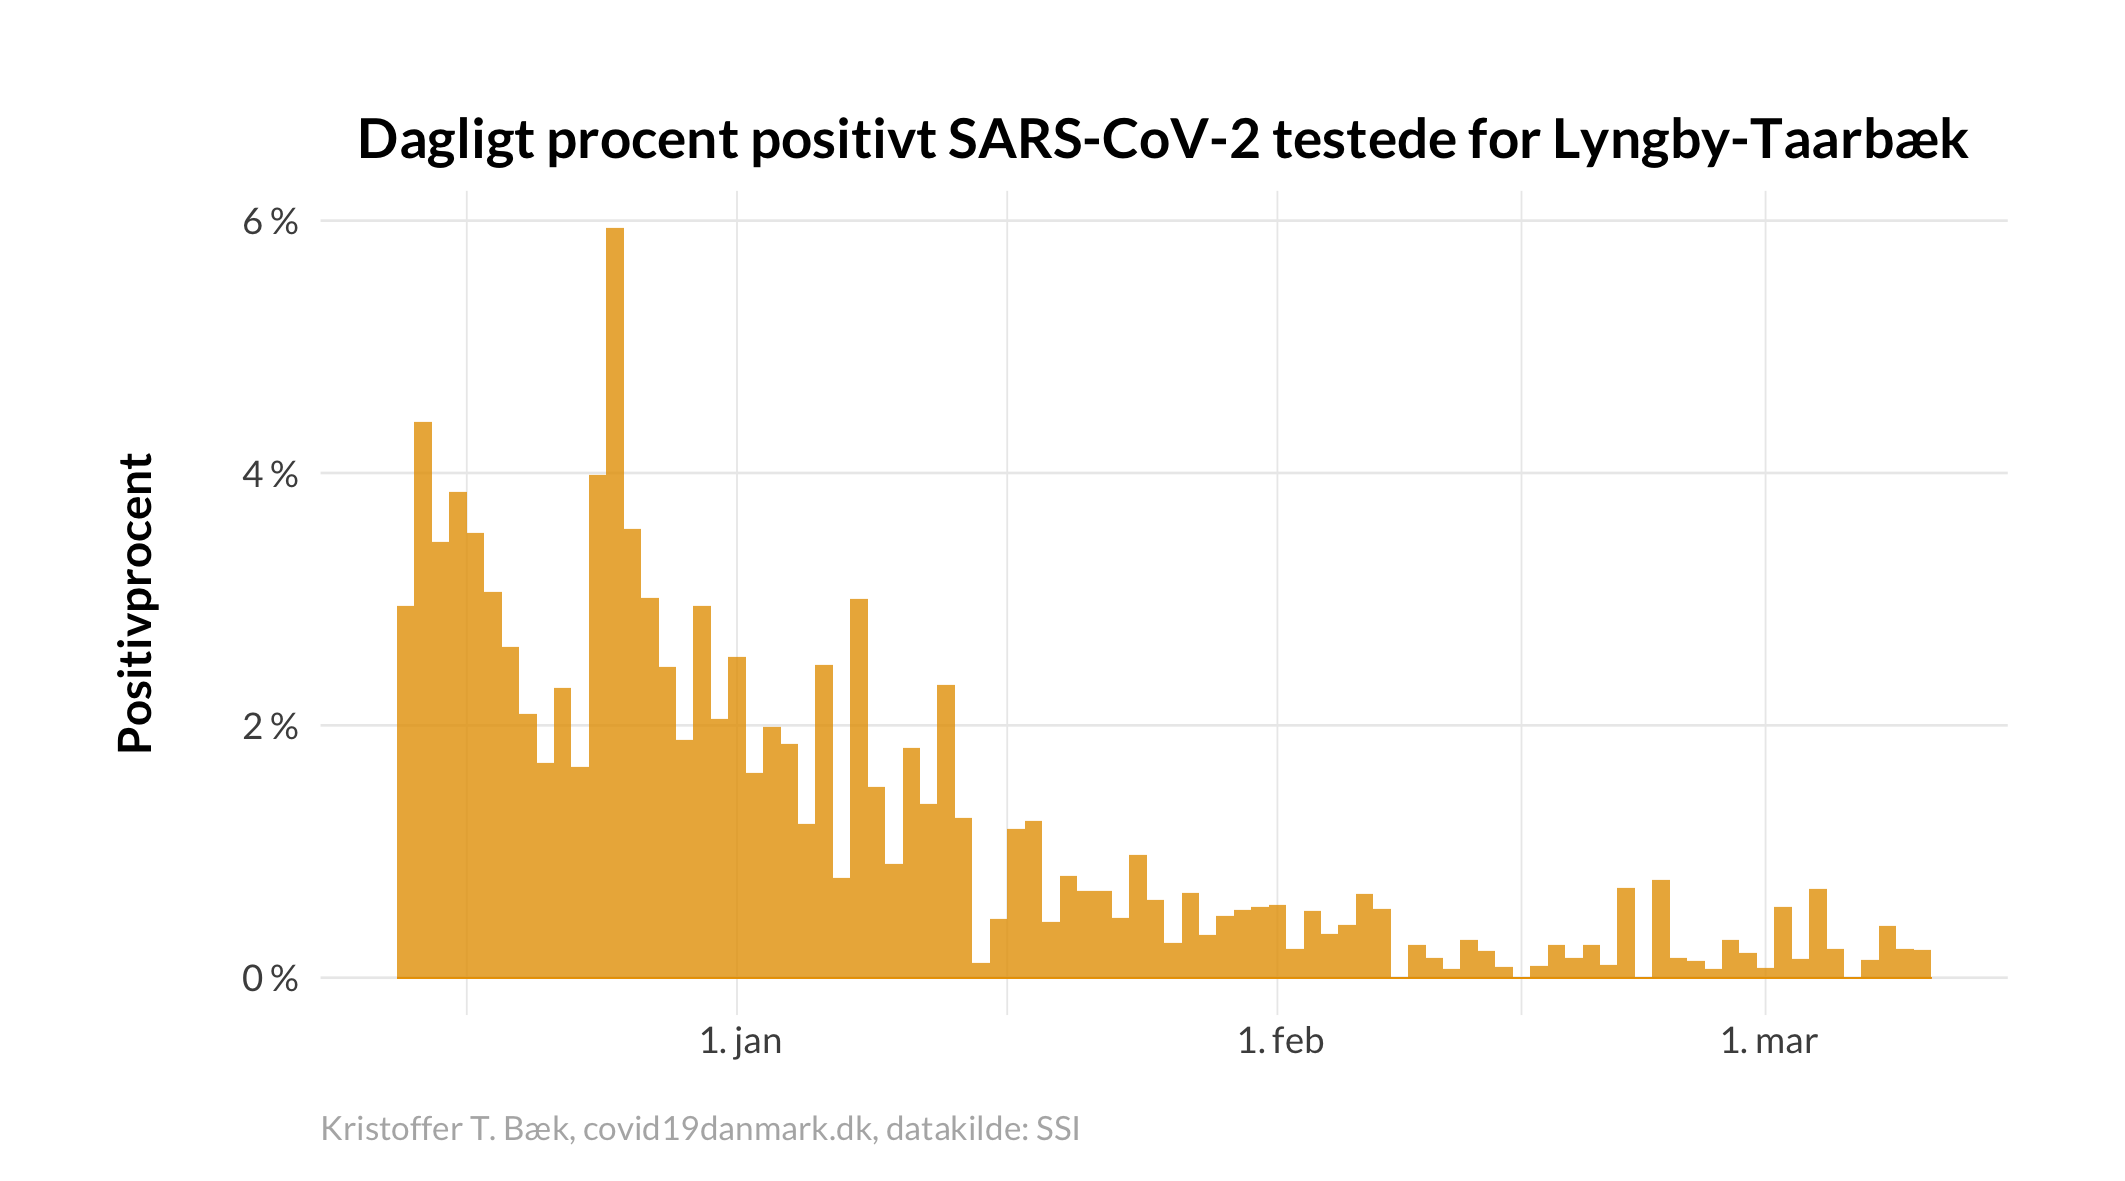 Dagligt procent positivt SARS-CoV-2 testede for Lyngby-Taarbæk
6 %
4 %
2 %
0 %
Positivprocent
1. jan
1. feb
1. mar
Kristoffer T. Bæk, covid19danmark.dk, datakilde: SSI